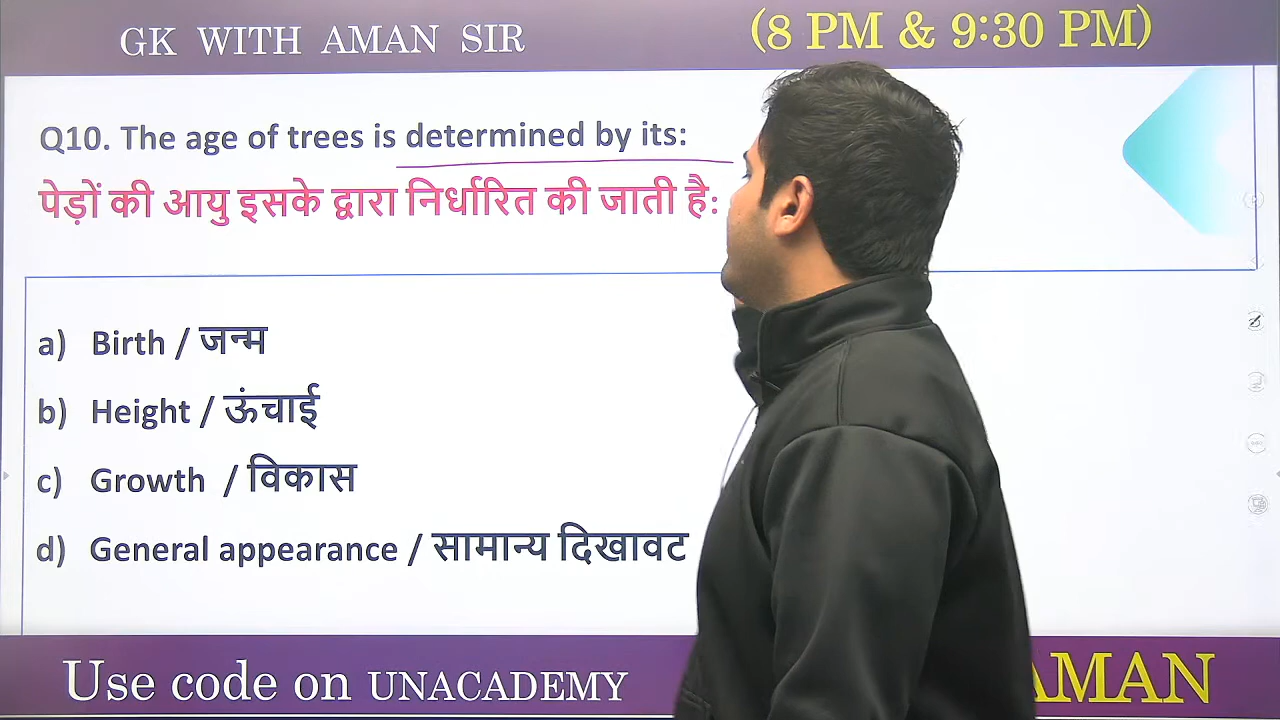 GK WITH AMAN SIR
(8 PM & 9:30 PM)
Q10. The age of trees is determined by its:
पेड़ों की आयु इसके द्वारा निर्धारित की जाती है:
a) Birth / जन्म
b) Height / ऊंचाई
c) Growth / विकास
d) General appearance / सामान्य दिखावट
Use code on UNACADEMY
AMAN